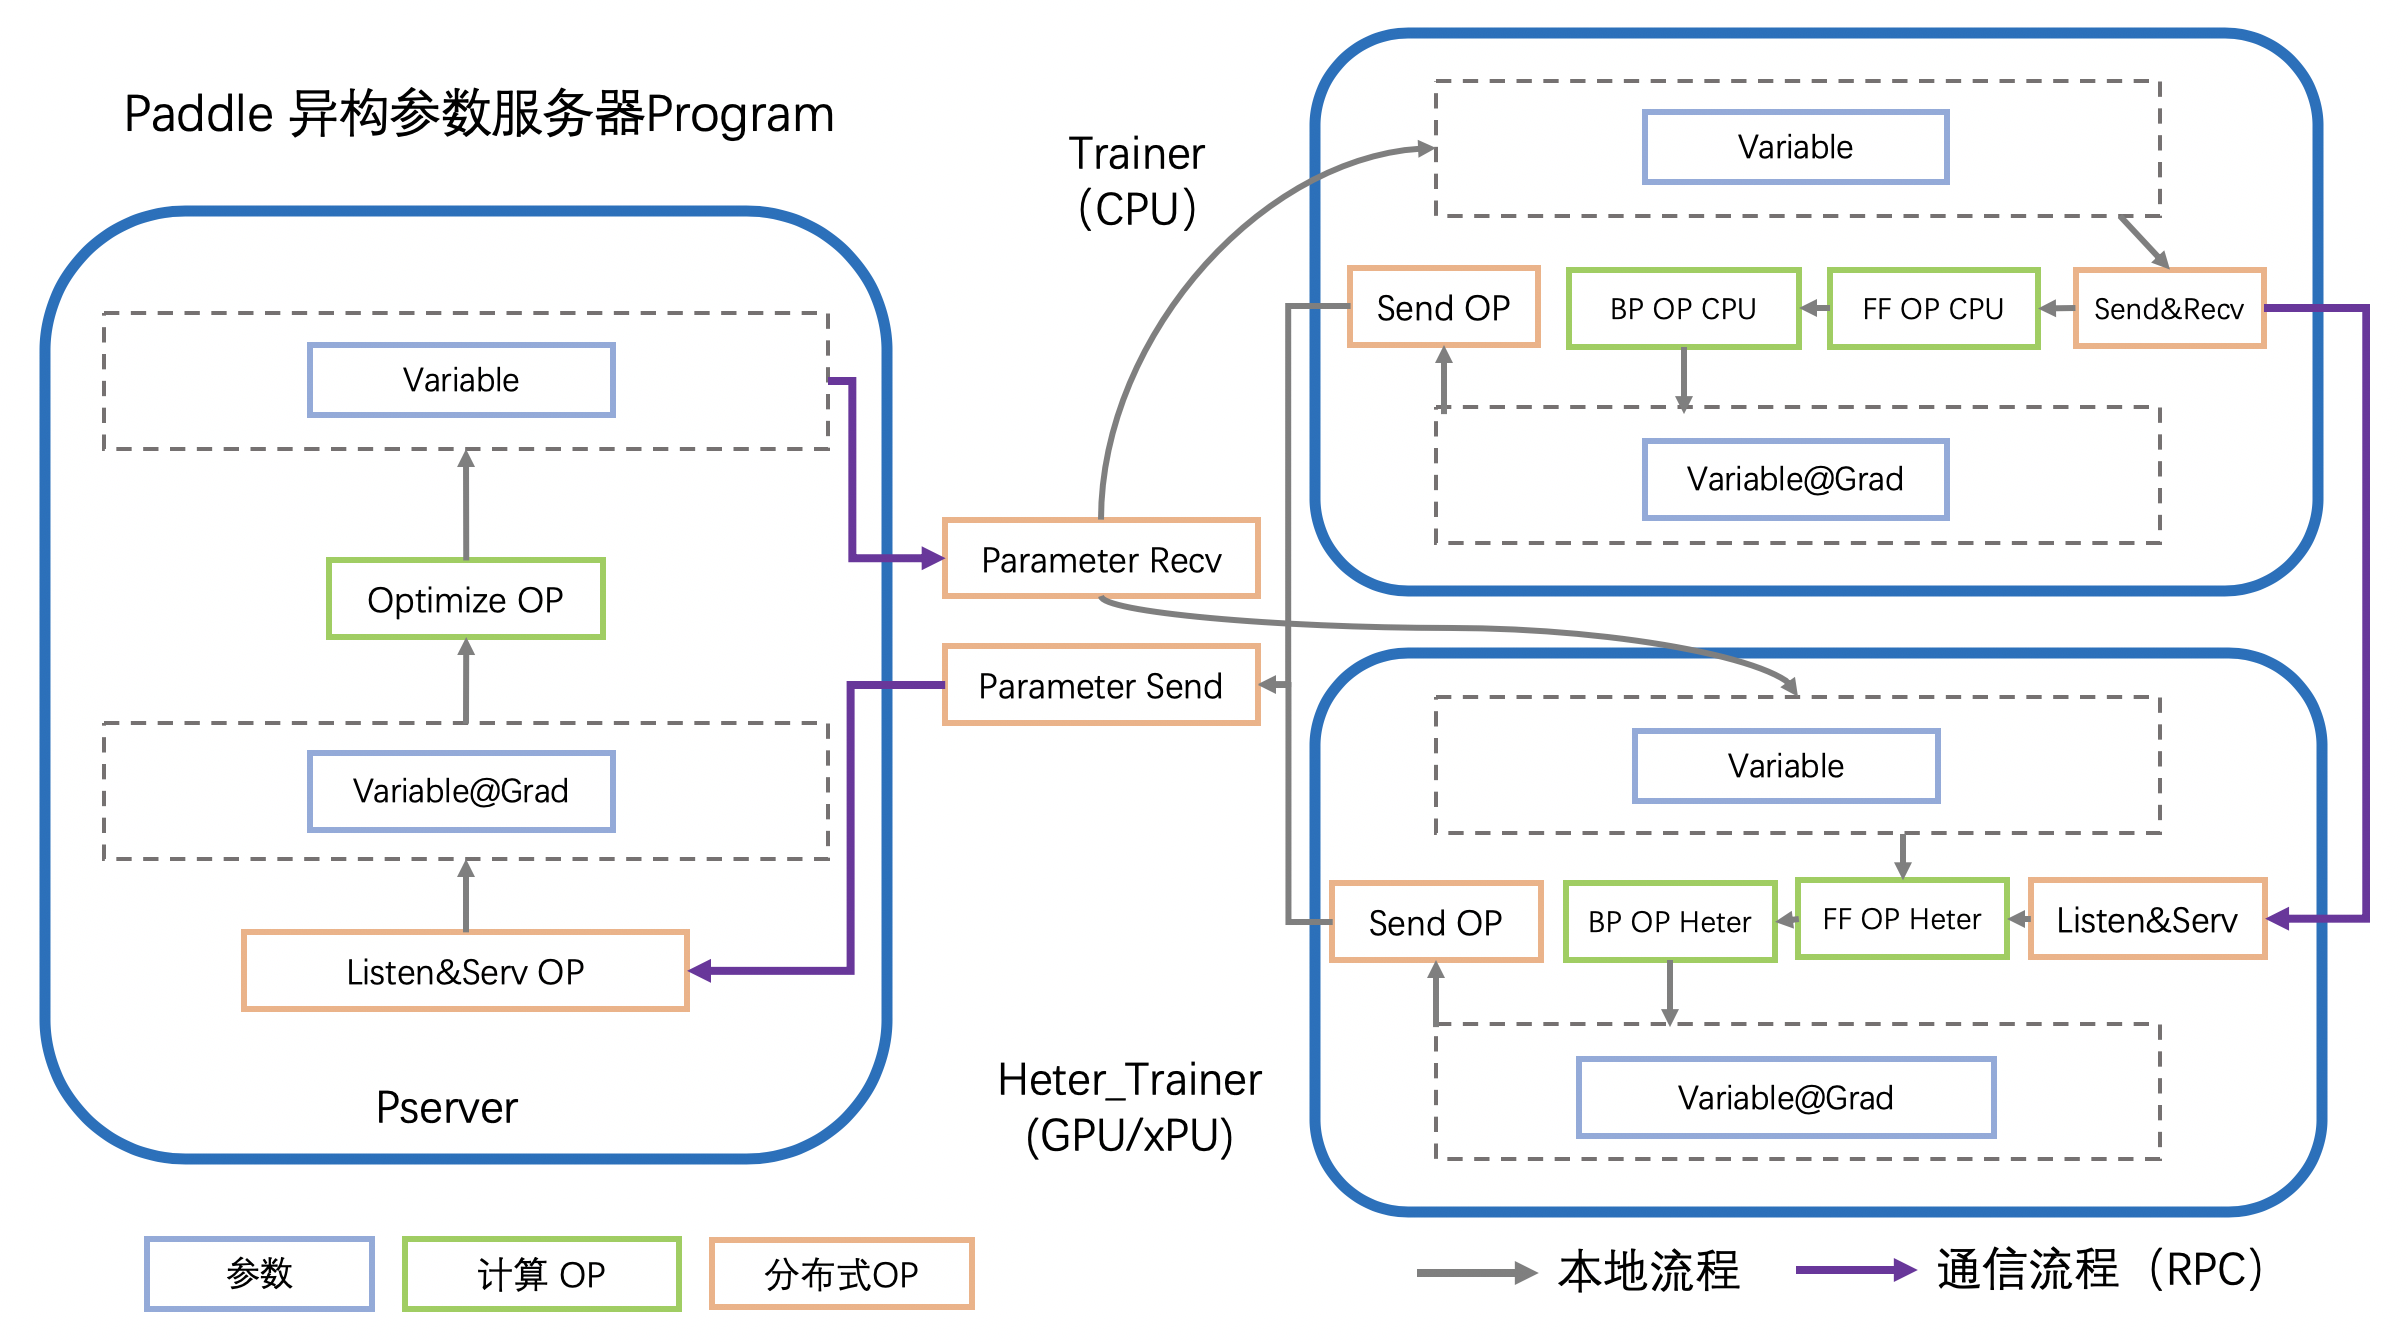 Paddle 异构参数服务器Program
Variable
Optimize OP
Variable@Grad
Listen&Serv OP
Pserver
Parameter Recv
Parameter Send
Trainer
（CPU）
Variable
Send OP
BP OP CPU
FF OP CPU
Send&Recv
Variable@Grad
Heter_Trainer
(GPU/xPU)
Variable
Send OP
BP OP Heter
FF OP Heter
Listen&Serv
Variable@Grad
参数
计算 OP
分布式OP
本地流程
通信流程（RPC）